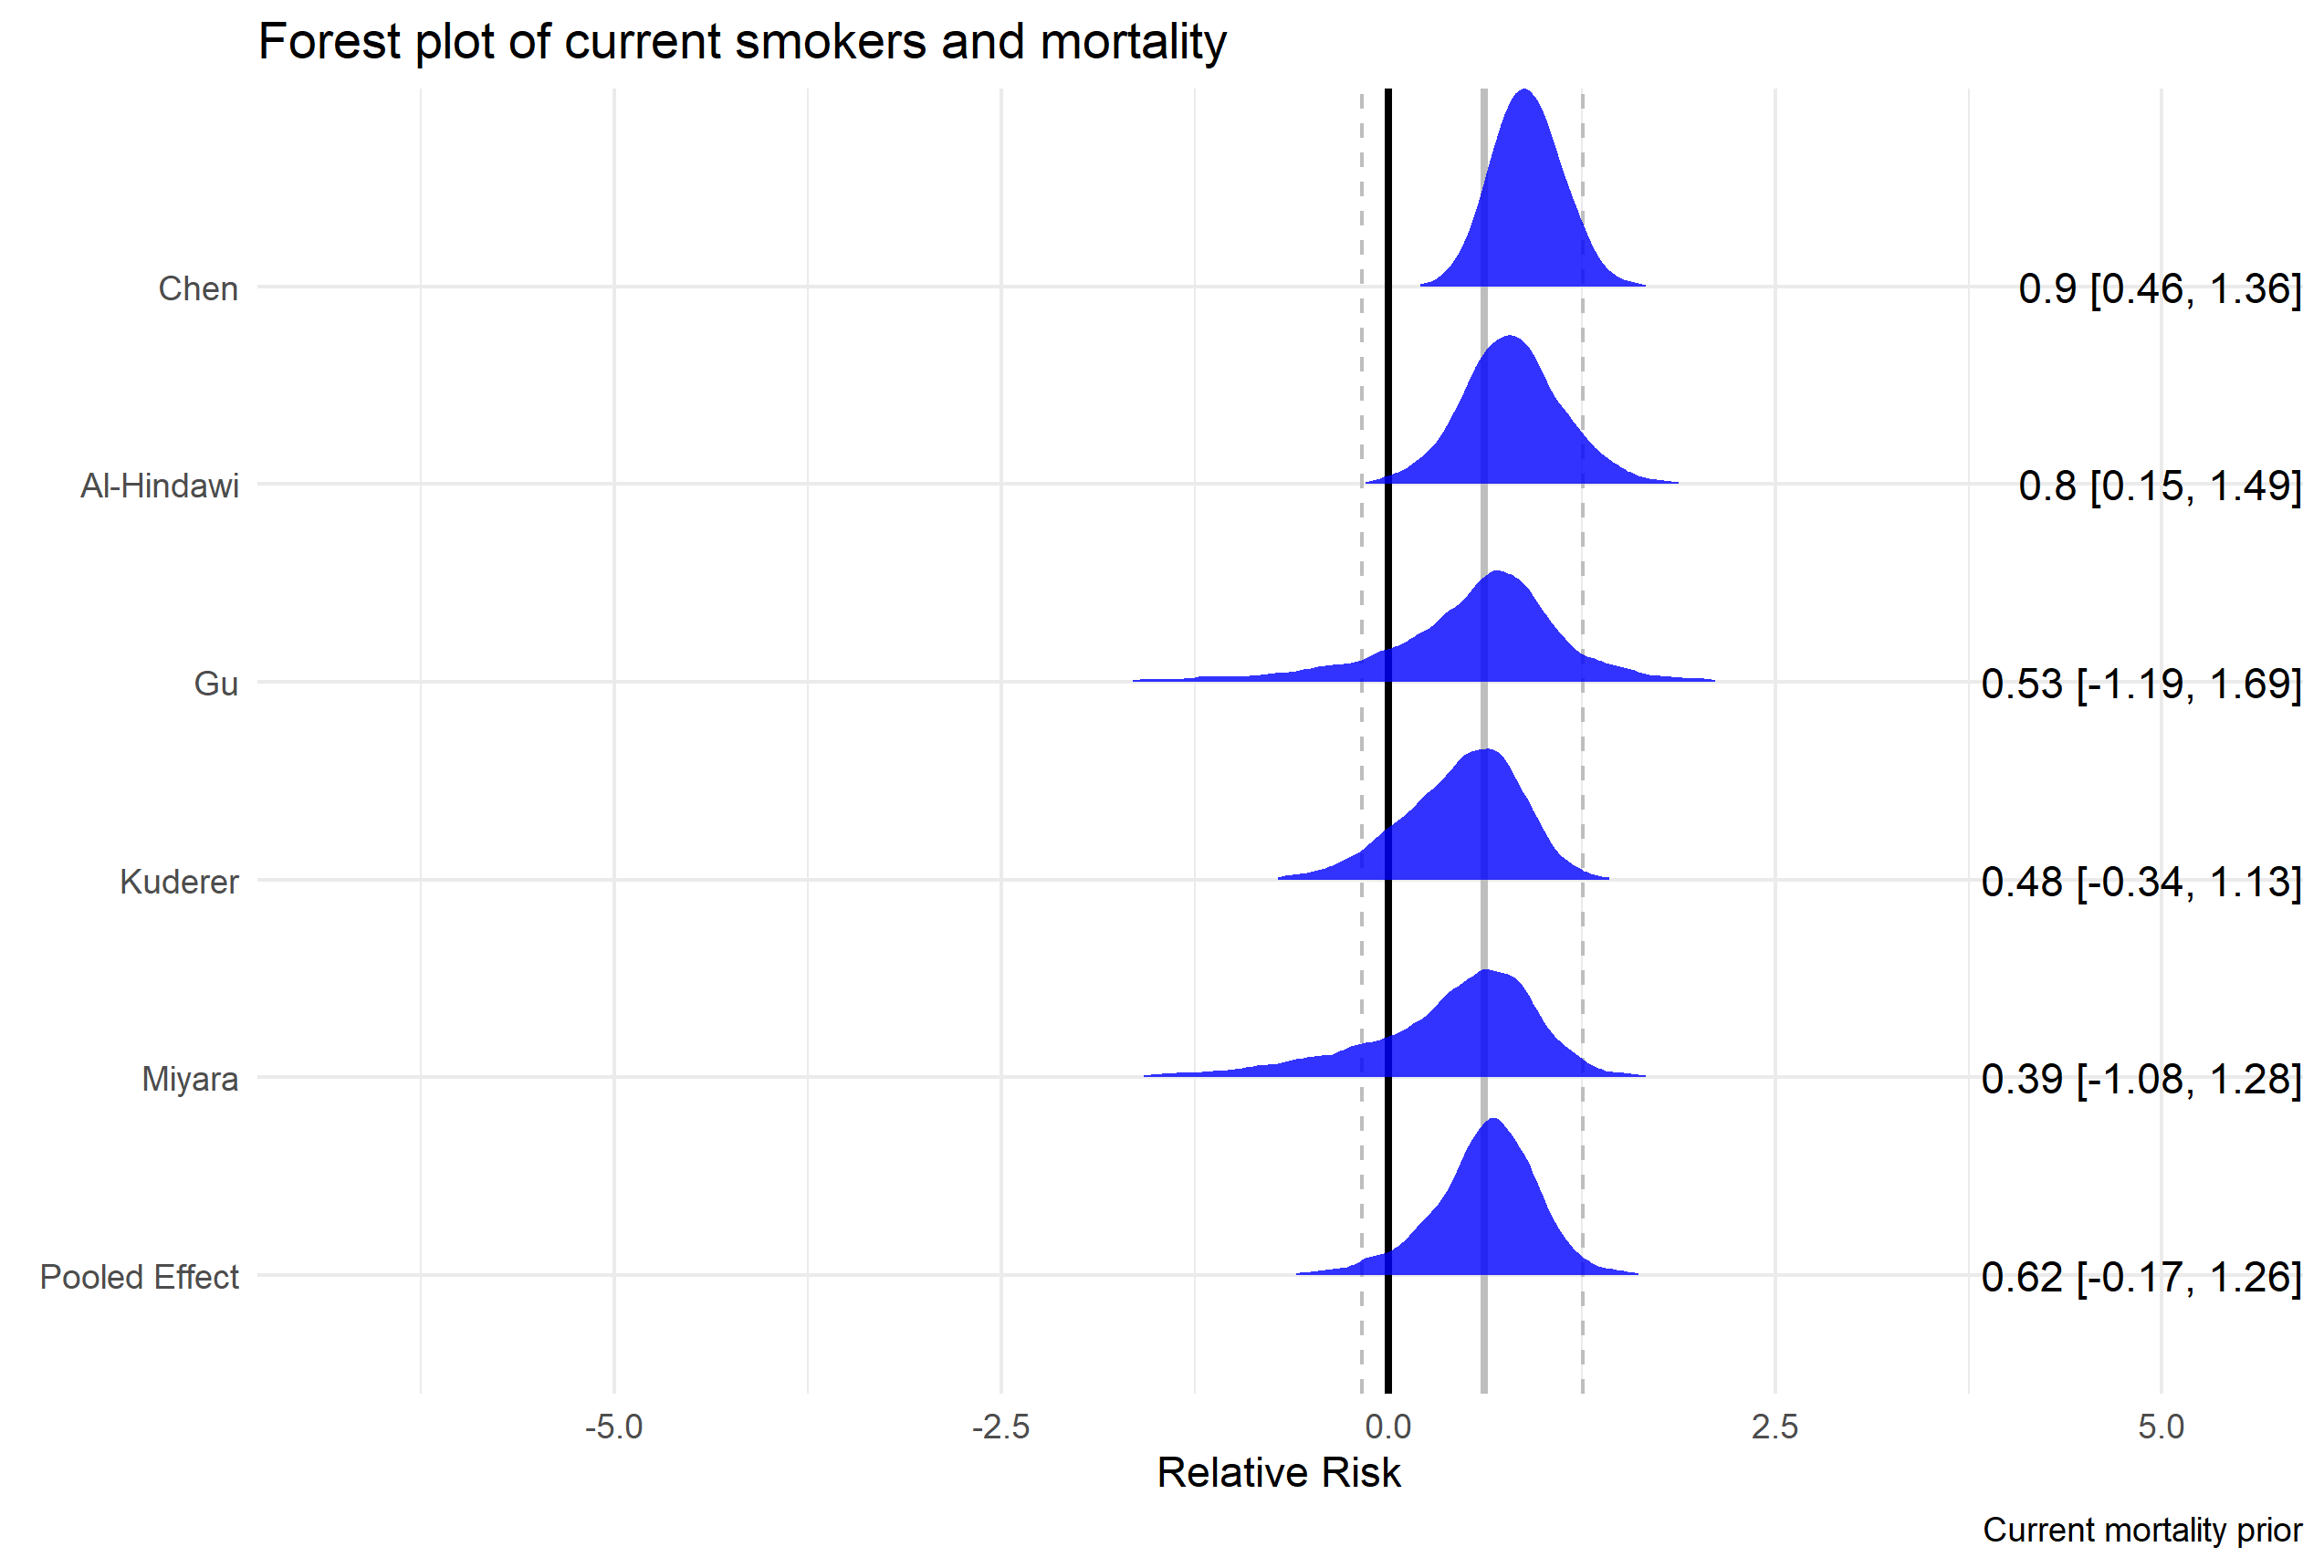 Forest plot of current smokers and mortality
Chen
0.9 [0.46, 1.36]
Al-Hindawi
0.8 [0.15, 1.49]
Gu
0.53 [-1.19, 1.69]
Kuderer
0.48 [-0.34, 1.13]
Miyara
0.39 [-1.08, 1.28]
Pooled Effect
0.62 [-0.17, 1.26]
-5.0 -2.5 0.0 2.5 5.0
Relative Risk
Current mortality prior